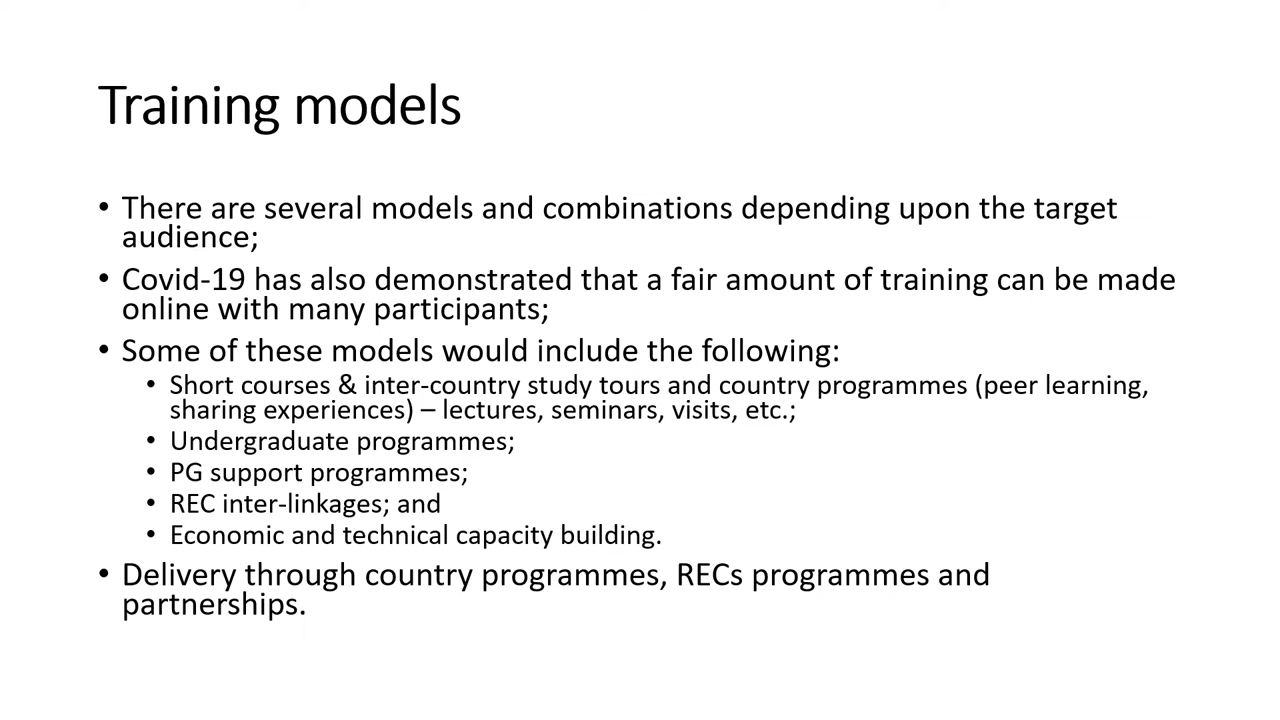 Training models
• There are several models and combinations depending upon the target
audience;
• Covid-19 has also demonstrated that a fair amount of training can be made
online with many participants;
• Some of these models would include the following:
• Short courses & inter-country study tours and country programmes (peer learning,
sharing experiences) – lectures, seminars, visits, etc.;
• Undergraduate programmes;
• PG support programmes;
• REC inter-linkages; and
• Economic and technical capacity building.
• Delivery through country programmes, RECs programmes and
partnerships.